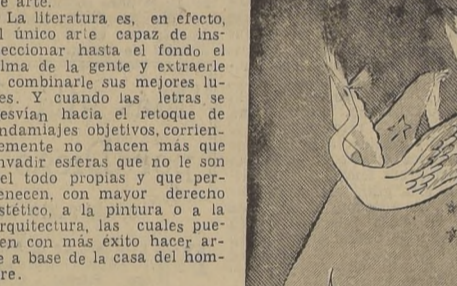 e arte.
La literatura es, en efecto,
l único arte capaz de ins-
eccionar hasta el fondo el
lma de la gente y extraerle
combinarle sus mejores lu-
es. Y cuando las letras se
esvían hacia el retoque de
ndamiajes objetivos, corrien-
emente no hacen más que
nvadir esferas que no le son
el todo propias y que per-
enecen, con mayor derecho
stético, a la pintura o a la
rquitectura, las cuales pue-
en con más éxito hacer ar-
e a base de la casa del hom-
re.